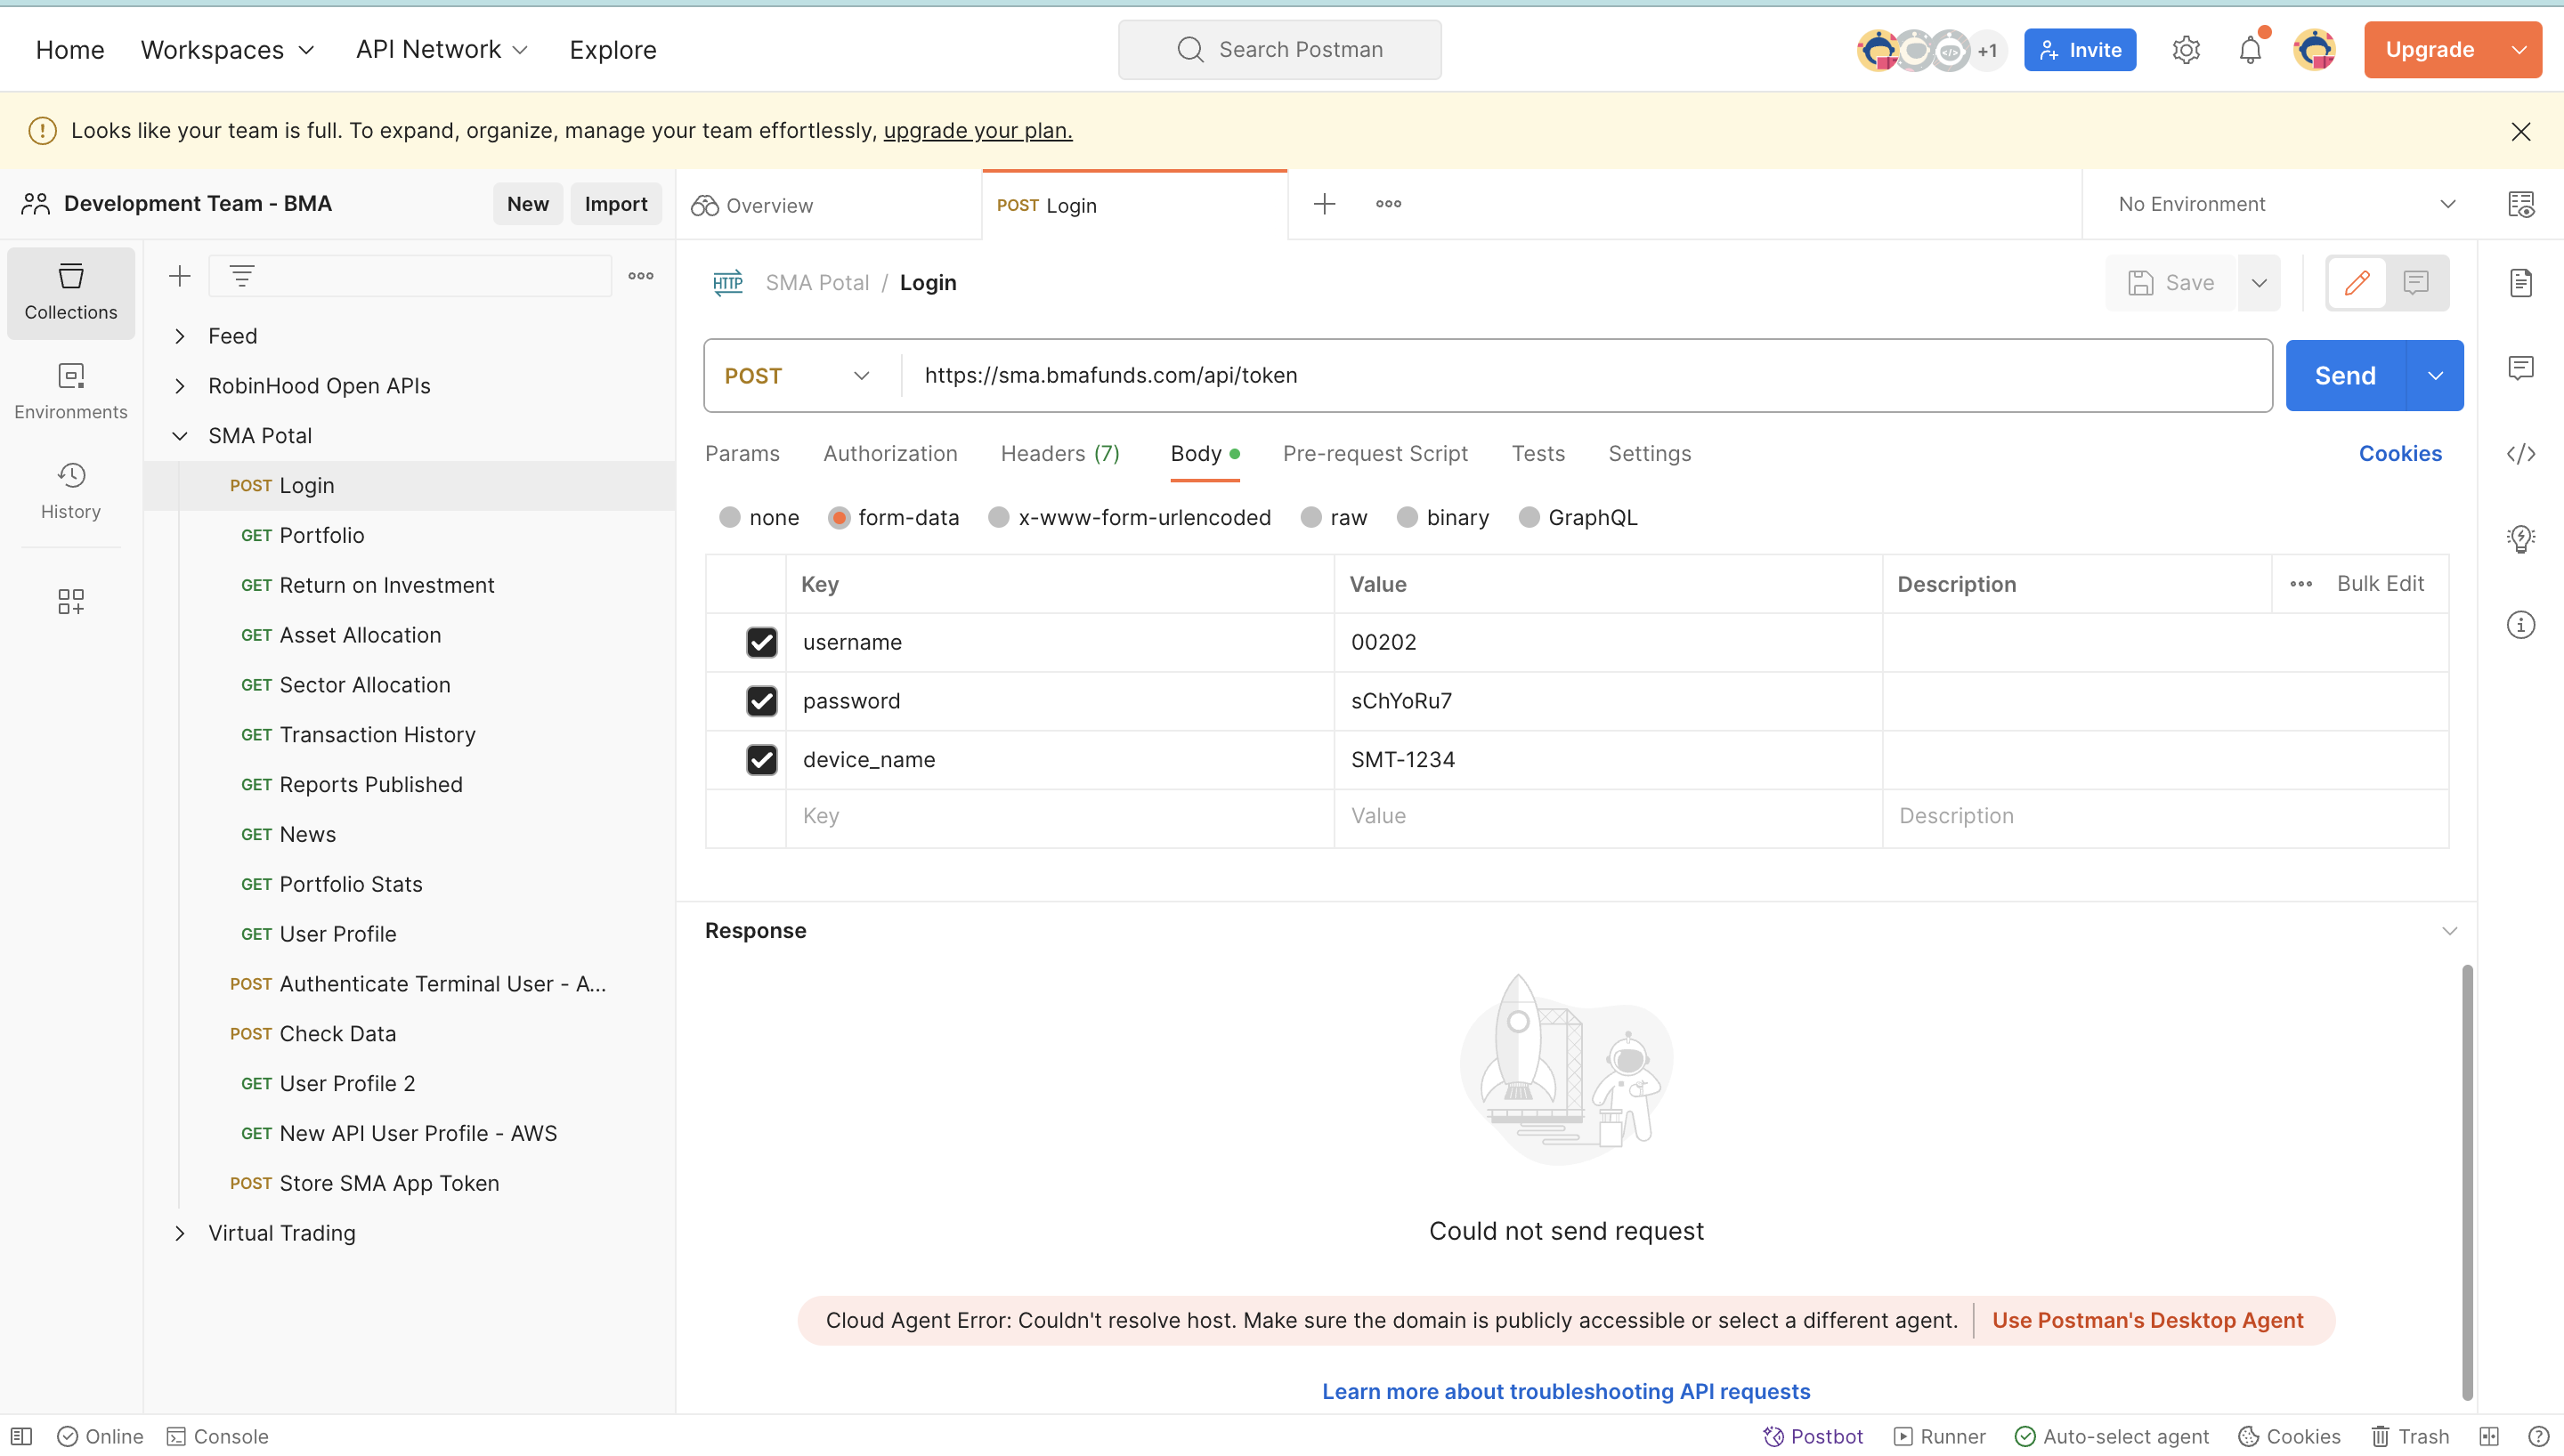 Home Workspaces API Network Explore Search Postman +1 Invite Upgrade
Looks like your team is full. To expand, organize, manage your team effortlessly, upgrade your plan.
Development Team - BMA New Import Overview POST Login No Environment
Collections
Environments
History
Feed
RobinHood Open APIs
SMA Potal
POST Login
GET Portfolio
GET Return on Investment
GET Asset Allocation
GET Sector Allocation
GET Transaction History
GET Reports Published
GET News
GET Portfolio Stats
GET User Profile
POST Authenticate Terminal User - A...
POST Check Data
GET User Profile 2
GET New API User Profile - AWS
POST Store SMA App Token
Virtual Trading
HTTP SMA Potal / Login Save
POST https://sma.bmafunds.com/api/token Send
Params Authorization Headers (7) Body Pre-request Script Tests Settings Cookies
none form-data x-www-form-urlencoded raw binary GraphQL
Key Value Description Bulk Edit
username 00202
password sChYoRu7
device_name SMT-1234
Key Value Description
Response
Could not send request
Cloud Agent Error: Couldn't resolve host. Make sure the domain is publicly accessible or select a different agent. Use Postman's Desktop Agent
Learn more about troubleshooting API requests
Online Console Postbot Runner Auto-select agent Cookies Trash